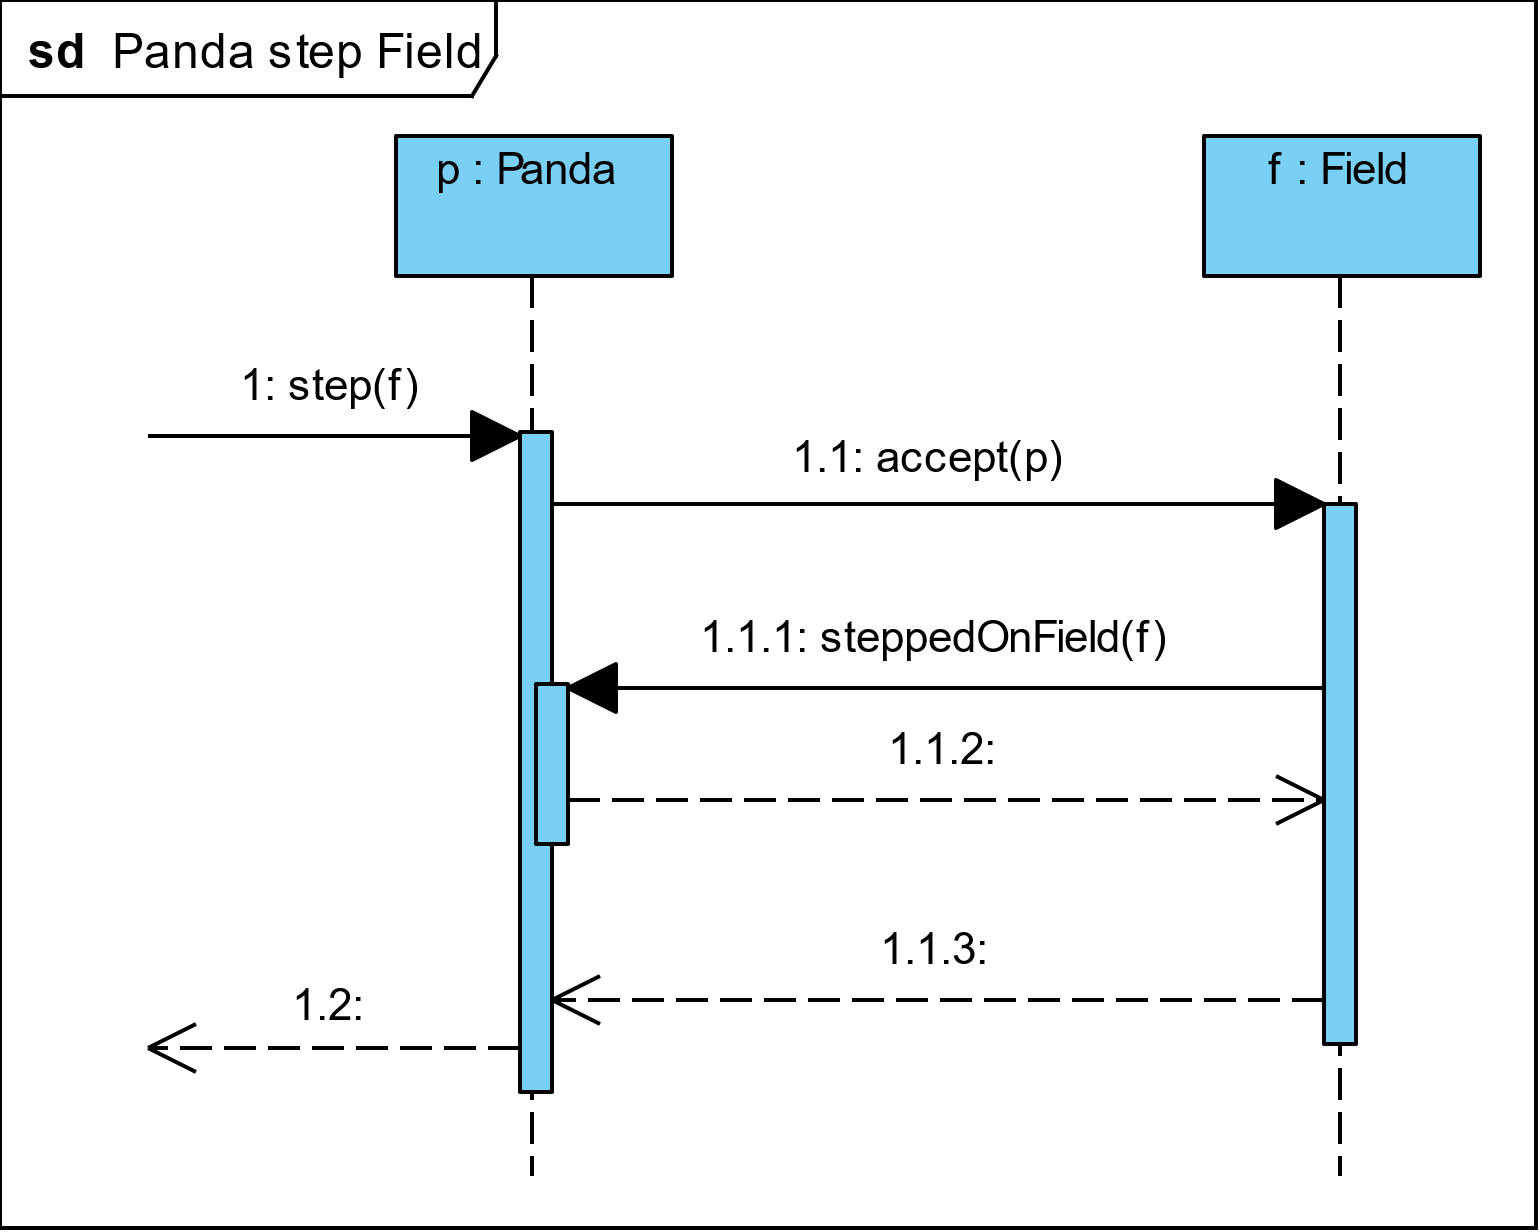 sd Panda step Field
p : Panda
f : Field
1: step(f)
1.1: accept(p)
1.1.1: steppedOnField(f)
1.1.2:
1.1.3:
1.2: